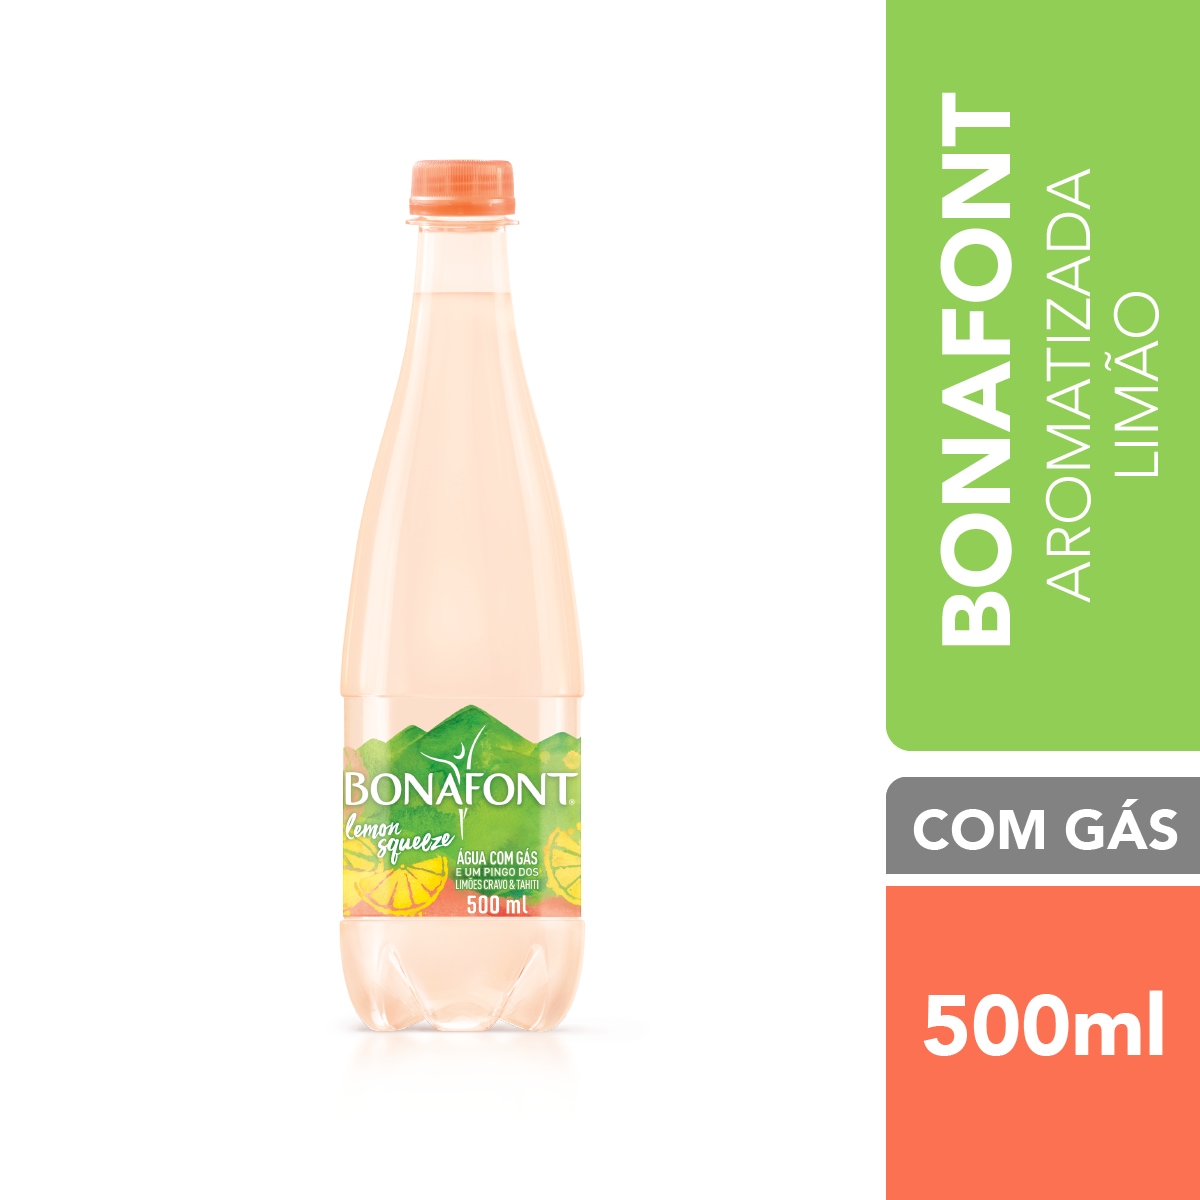 BONAFONT®
lemon
squeeze
ÁGUA COM GÁS
E UM PINGO DOS
LIMÕES CRAVO & TAHITI
500 ml
BONAFONT
AROMATIZADA
LIMÃO
COM GÁS
500ml